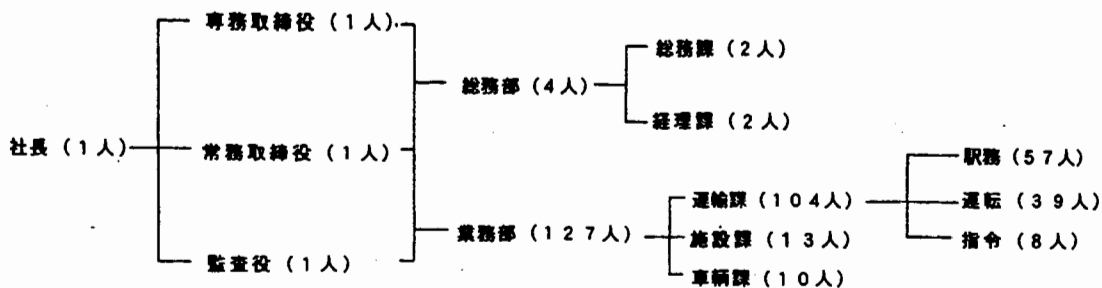 社長（1人）
専務取締役（1人）
常務取締役（1人）
監査役（1人）
総務部（4人）
業務部（127人）
総務課（2人）
経理課（2人）
運輸課（104人）
施設課（13人）
車輌課（10人）
駅務（57人）
運転（39人）
指令（8人）